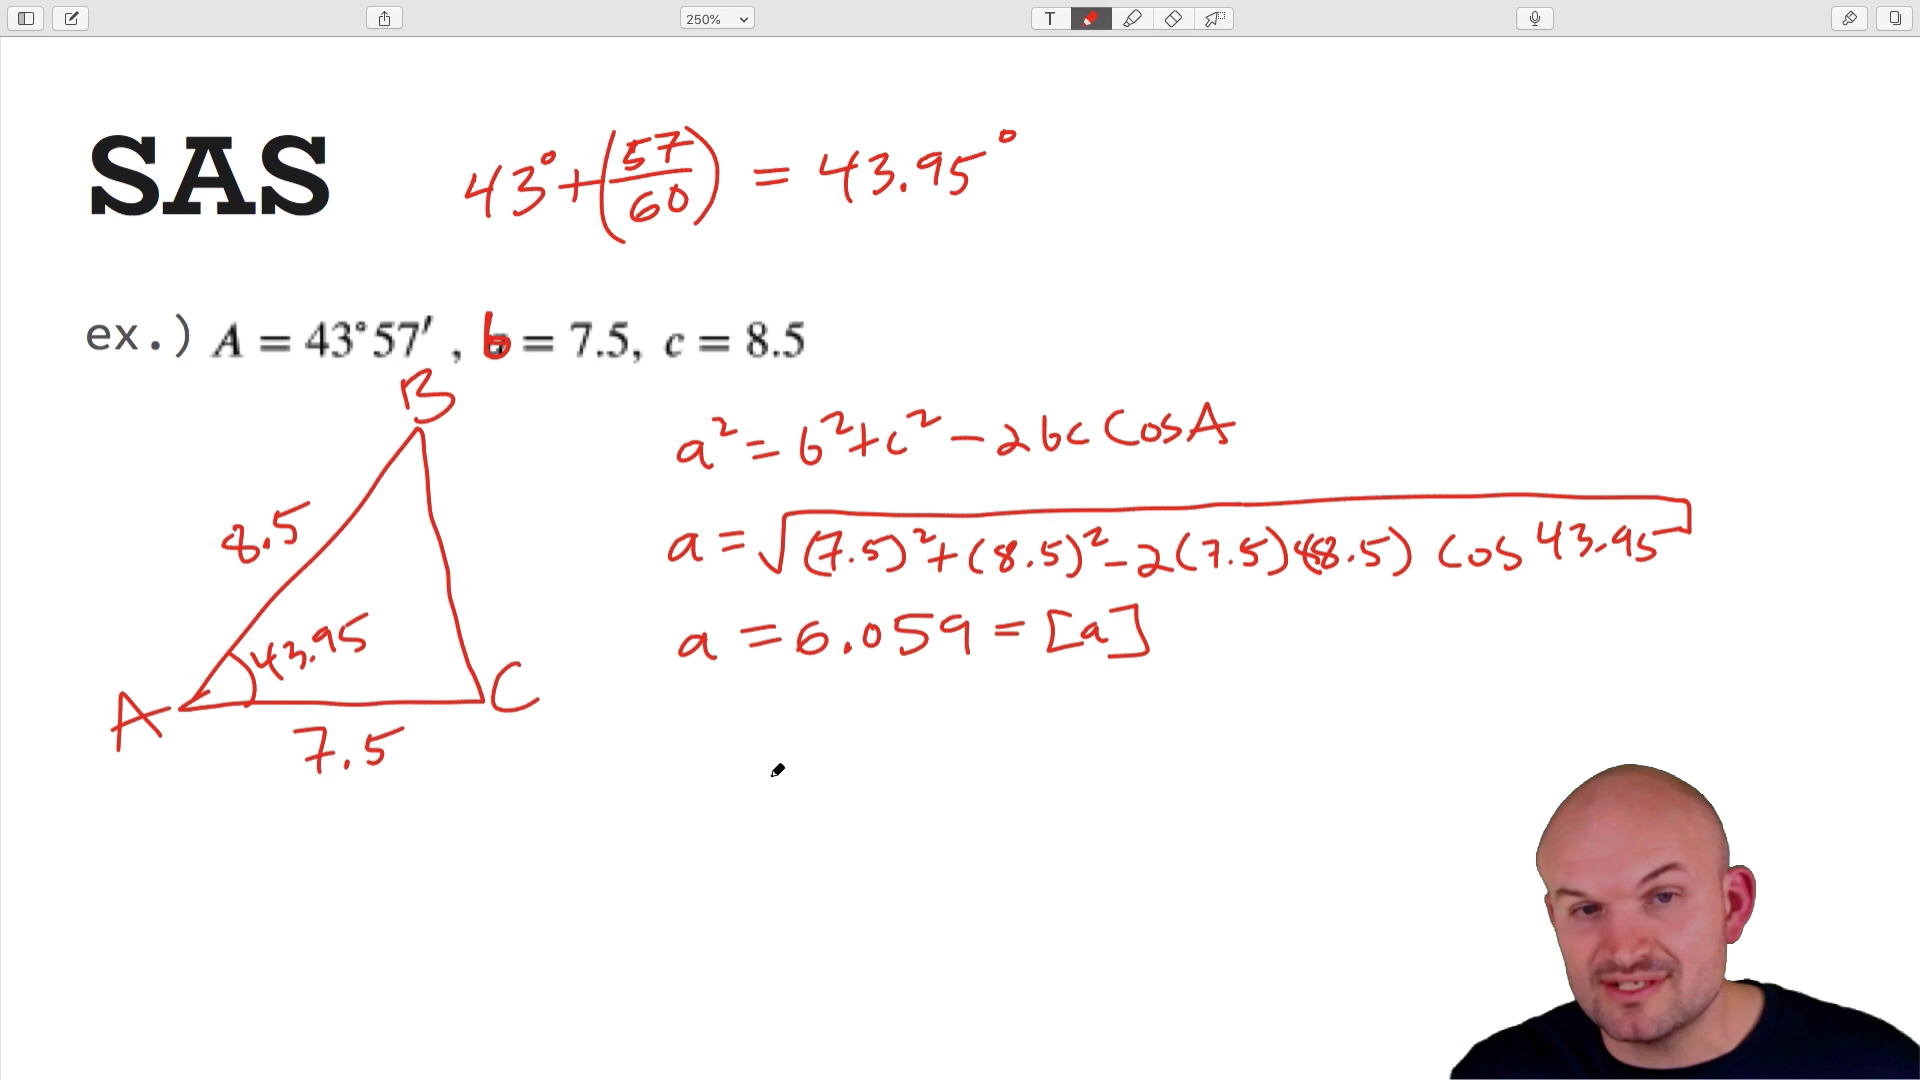 250%
T
SAS
43° + (57/60) = 43.95°
ex.) A = 43°57′ , b = 7.5, c = 8.5
B
8.5
43.95
A
C
7.5
a² = b² + c² − 2bc Cos A
a = √(7.5)² + (8.5)² − 2(7.5)(8.5) Cos 43.95
a = 6.059 = [a]